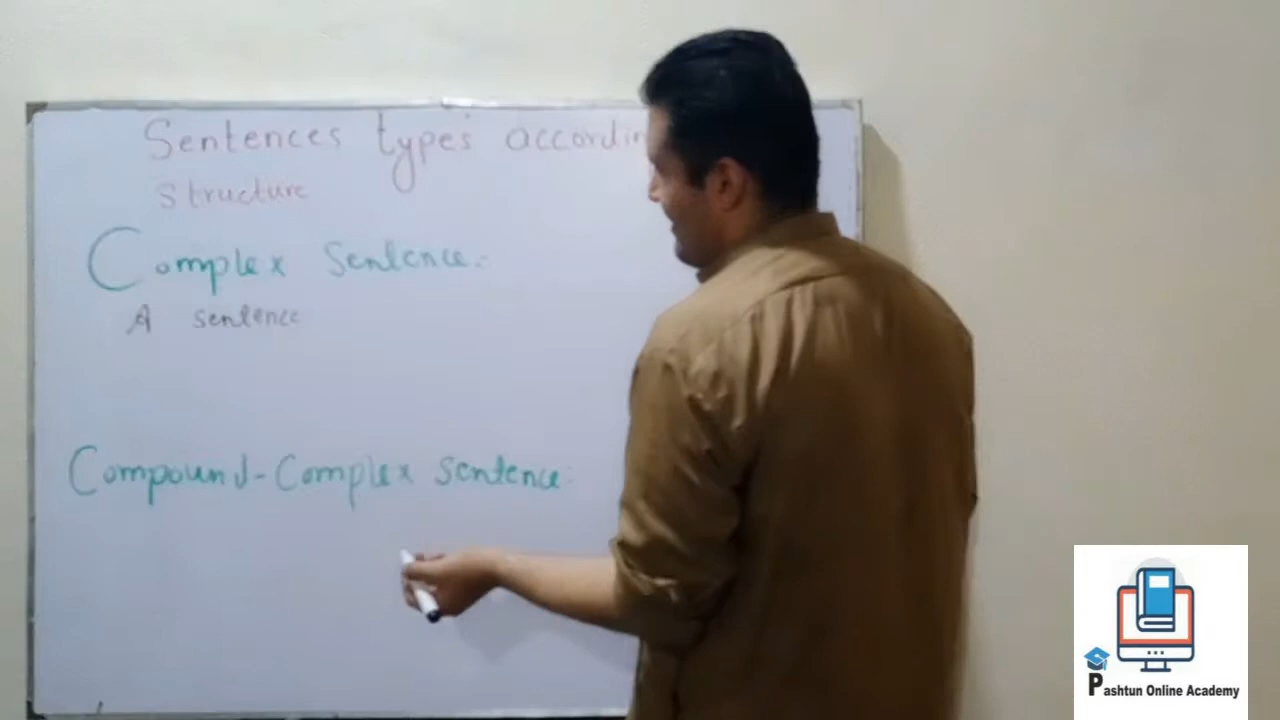 Sentences types accordin
structure
Complex Sentence:-
A sentence
Compound-Complex sentence:
Pashtun Online Academy